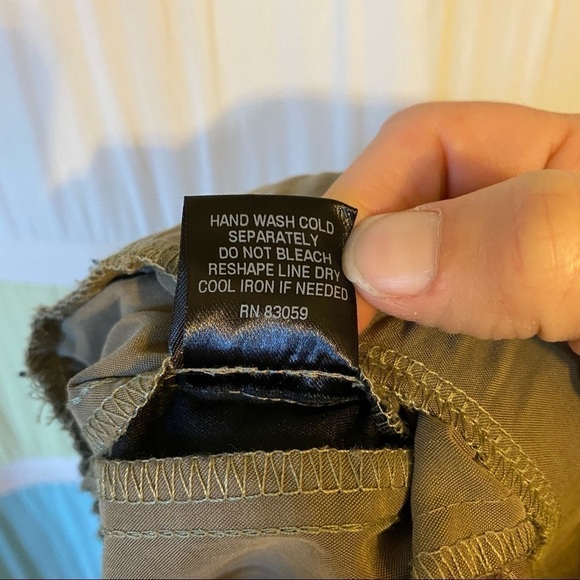 HAND WASH COLD
SEPARATELY
DO NOT BLEACH
RESHAPE LINE DRY
COOL IRON IF NEEDED
RN 83059